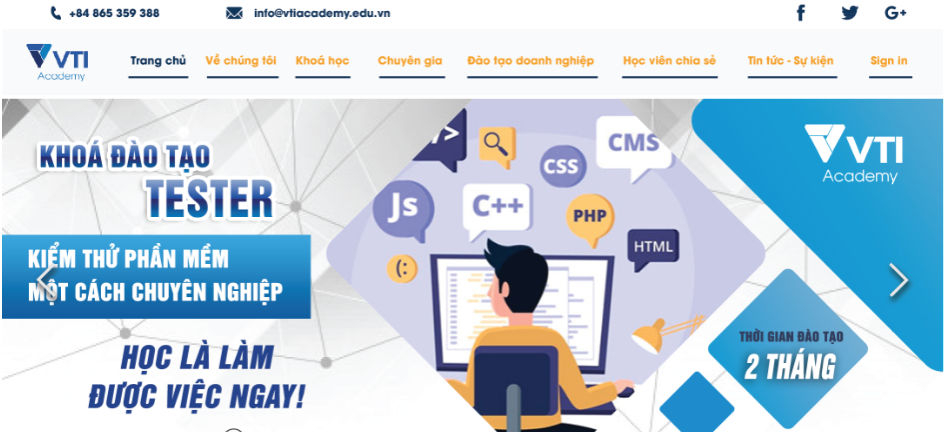 +84 865 359 388
info@vtiacademy.edu.vn
f
G+
VTI
Academy
Trang chủ
Về chúng tôi
Khoá học
Chuyên gia
Đào tạo doanh nghiệp
Học viên chia sẻ
Tin tức - Sự kiện
Sign in
KHOÁ ĐÀO TẠO
TESTER
KIỂM THỬ PHẦN MỀM
MỘT CÁCH CHUYÊN NGHIỆP
HỌC LÀ LÀM
ĐƯỢC VIỆC NGAY!
/>
CMS
CSS
Js
C++
PHP
HTML
(:
VTI
Academy
THỜI GIAN ĐÀO TẠO
2 THÁNG